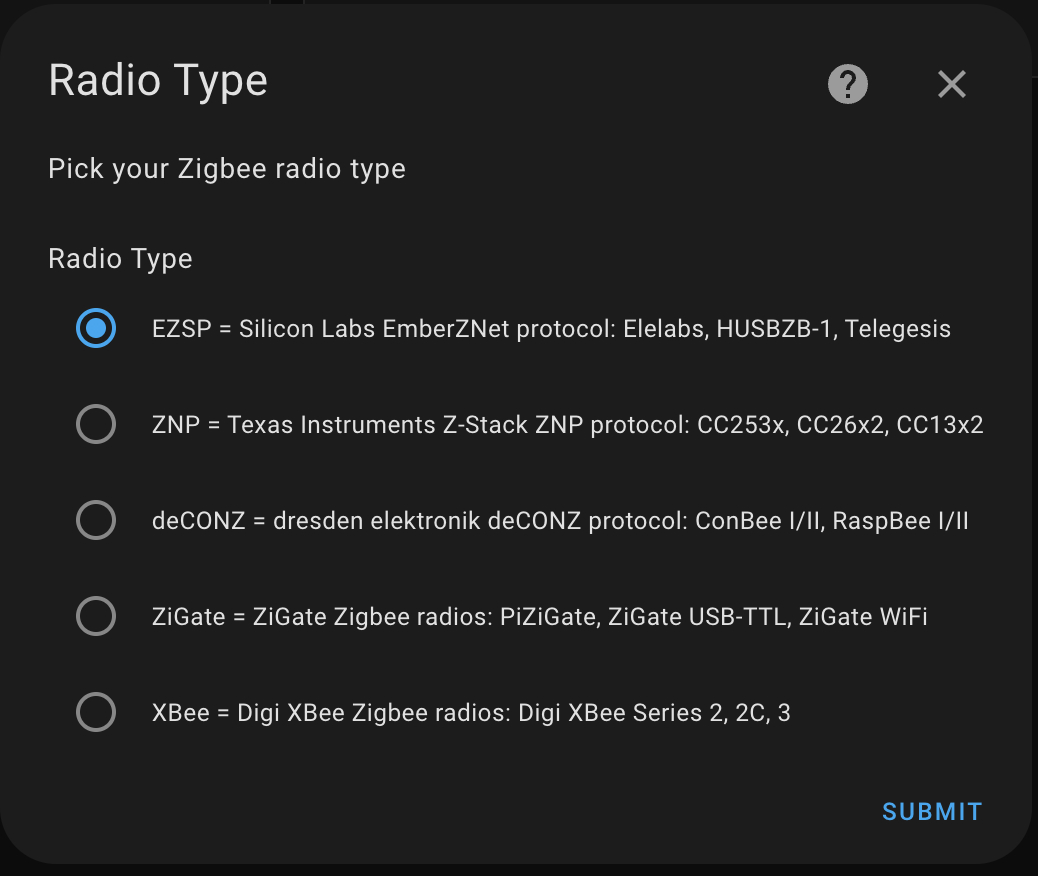 Radio Type
Pick your Zigbee radio type
Radio Type
EZSP = Silicon Labs EmberZNet protocol: Elelabs, HUSBZB-1, Telegesis
ZNP = Texas Instruments Z-Stack ZNP protocol: CC253x, CC26x2, CC13x2
deCONZ = dresden elektronik deCONZ protocol: ConBee I/II, RaspBee I/II
ZiGate = ZiGate Zigbee radios: PiZiGate, ZiGate USB-TTL, ZiGate WiFi
XBee = Digi XBee Zigbee radios: Digi XBee Series 2, 2C, 3
SUBMIT